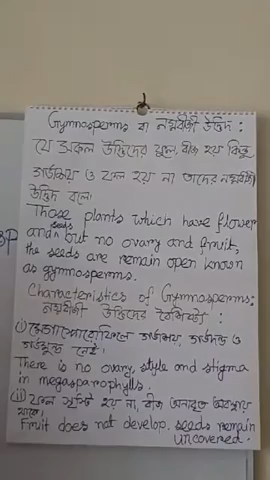 Gymnosperms বা নগ্নবীজী উদ্ভিদ :
যে সকল উদ্ভিদের ফুল, বীজ হয় কিন্তু
গর্ভাশয় ও ফল হয় না তাদের নগ্নবীজী
উদ্ভিদ বলে।
Those plants which have flower
and seeds but no ovary and fruit,
the seeds are remain open known
as gymnosperms.
Characteristics of Gymnosperms:
নগ্নবীজী উদ্ভিদের বৈশিষ্ট্য :
(i) মেগাস্পোরোফিলে গর্ভাশয়, গর্ভদন্ড ও
গর্ভমুন্ড নেই।
There is no ovary, style and stigma
in megasporophylls.
(ii) ফল সৃষ্টি হয় না, বীজ অনাবৃত অবস্থায়
থাকে।
Fruit does not develop. seeds remain
uncovered.